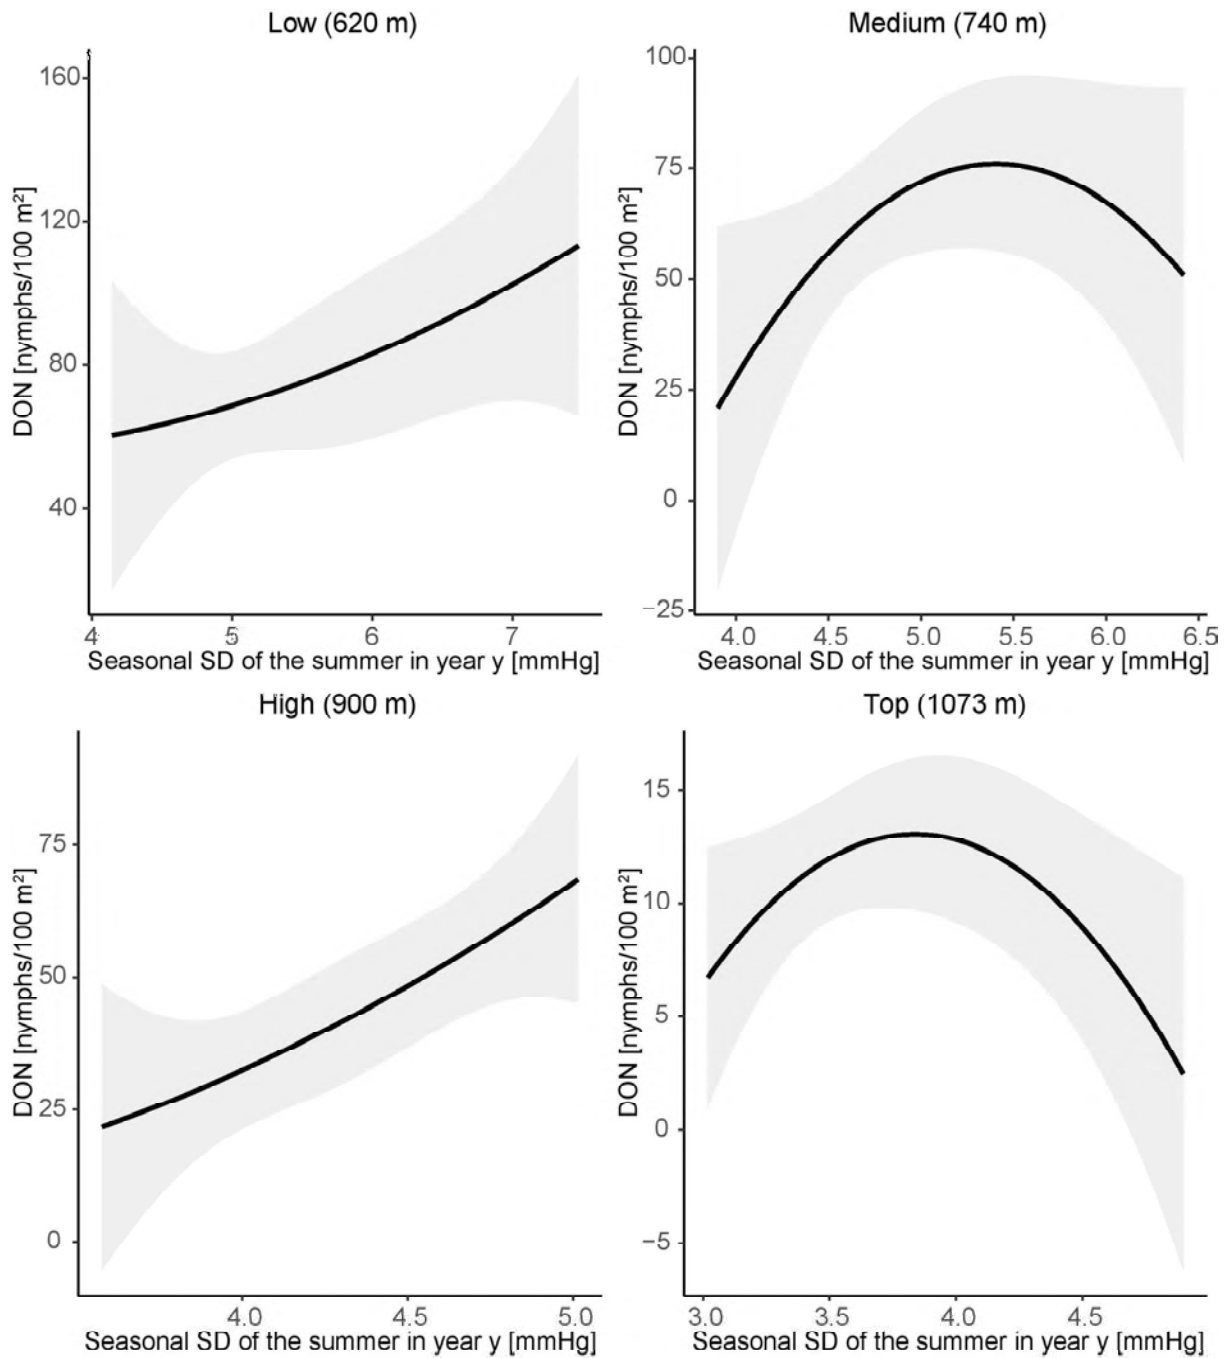 Low (620 m)
160
120
80
40
DON [nymphs/100 m²]
4 5 6 7
Seasonal SD of the summer in year y [mmHg]
Medium (740 m)
100
75
50
25
0
−25
DON [nymphs/100 m²]
4.0 4.5 5.0 5.5 6.0 6.5
Seasonal SD of the summer in year y [mmHg]
High (900 m)
75
50
25
0
DON [nymphs/100 m²]
4.0 4.5 5.0
Seasonal SD of the summer in year y [mmHg]
Top (1073 m)
15
10
5
0
−5
DON [nymphs/100 m²]
3.0 3.5 4.0 4.5
Seasonal SD of the summer in year y [mmHg]